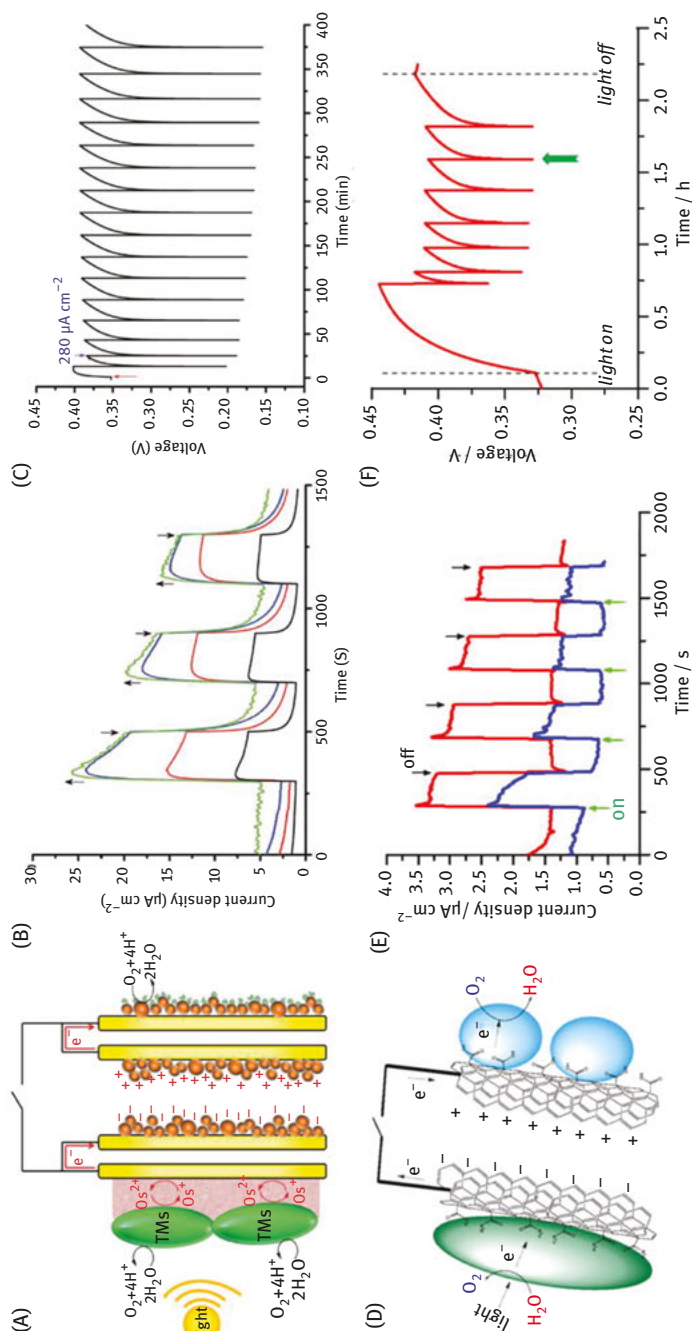 (A)
ght
O2+4H+
2H2O
TMs
Os2+
Os+
O2+4H+
2H2O
TMs
Os2+
Os+
e−
e−
− − − − − − − −
+ + + + + + + +
O2+4H+
2H2O
(B)
Current density (μA cm−2)
30
25
20
15
10
5
0
0
500
1000
1500
Time (S)
(C)
Voltage (V)
0.45
0.40
0.35
0.30
0.25
0.20
0.15
0.10
280 μA cm−2
0
50
100
150
200
250
300
350
400
Time (min)
(D)
light
O2
H2O
e−
e−
e−
− − − − − − −
+ + + + + + +
e−
O2
H2O
(E)
Current density / μA cm−2
4.0
3.5
3.0
2.5
2.0
1.5
1.0
0.5
0.0
off
on
0
500
1000
1500
2000
Time / s
(F)
Voltage / V
0.45
0.40
0.35
0.30
0.25
light on
light off
0.0
0.5
1.0
1.5
2.0
2.5
Time / h